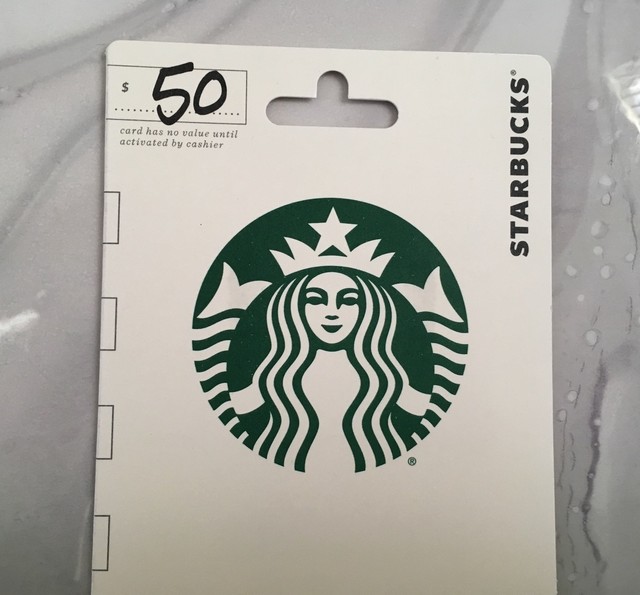 $ 50
card has no value until
activated by cashier
STARBUCKS®
®